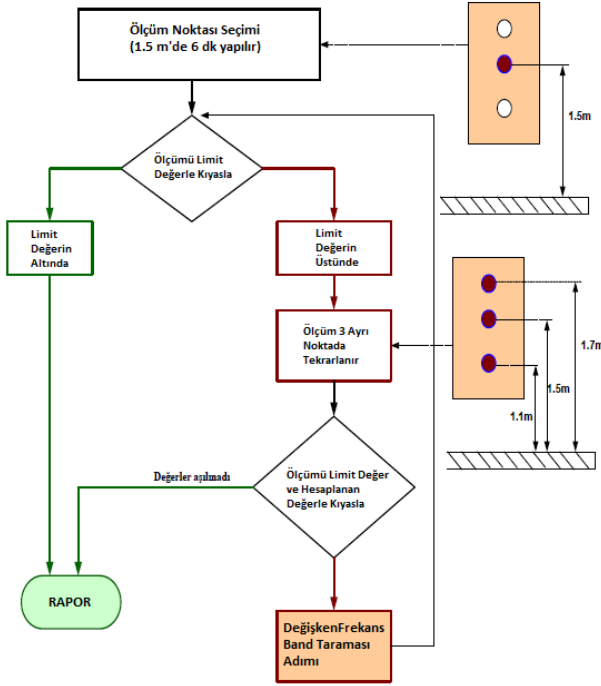 Ölçüm Noktası Seçimi
(1.5 m'de 6 dk yapılır)
1.5m
Ölçümü Limit
Değerle Kıyasla
Limit
Değerin
Altında
Limit
Değerin
Üstünde
Ölçüm 3 Ayrı
Noktada
Tekrarlanır
1.7m
1.5m
1.1m
Değerler aşılmadı
Ölçümü Limit Değer
ve Hesaplanan
Değerle Kıyasla
RAPOR
DeğişkenFrekans
Band Taraması
Adımı